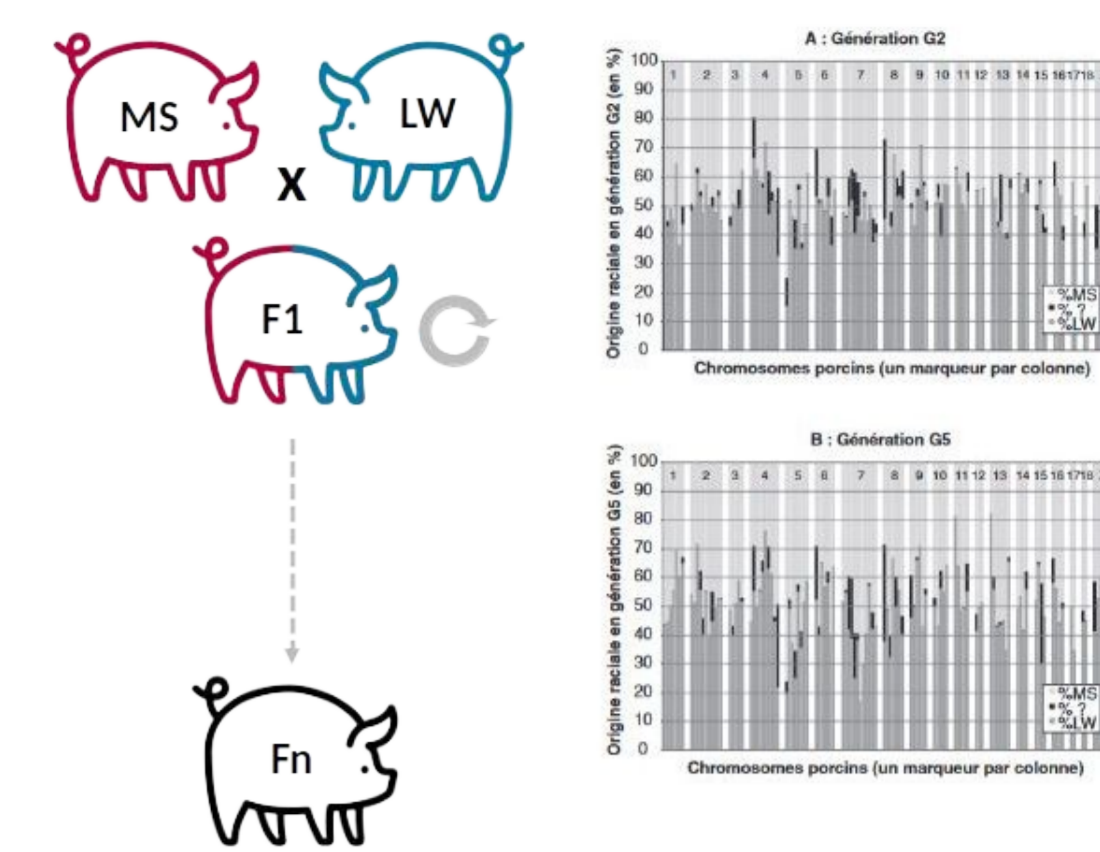 MS
LW
X
F1
Fn
A : Génération G2
Origine raciale en génération G2 (en %)
100
90
80
70
60
50
40
30
20
10
0
1 2 3 4 5 6 7 8 9 10 11 12 13 14 15 16 17 18
%MS
% ?
%LW
Chromosomes porcins (un marqueur par colonne)
B : Génération G5
Origine raciale en génération G5 (en %)
100
90
80
70
60
50
40
30
20
10
0
1 2 3 4 5 6 7 8 9 10 11 12 13 14 15 16 17 18
%MS
% ?
%LW
Chromosomes porcins (un marqueur par colonne)